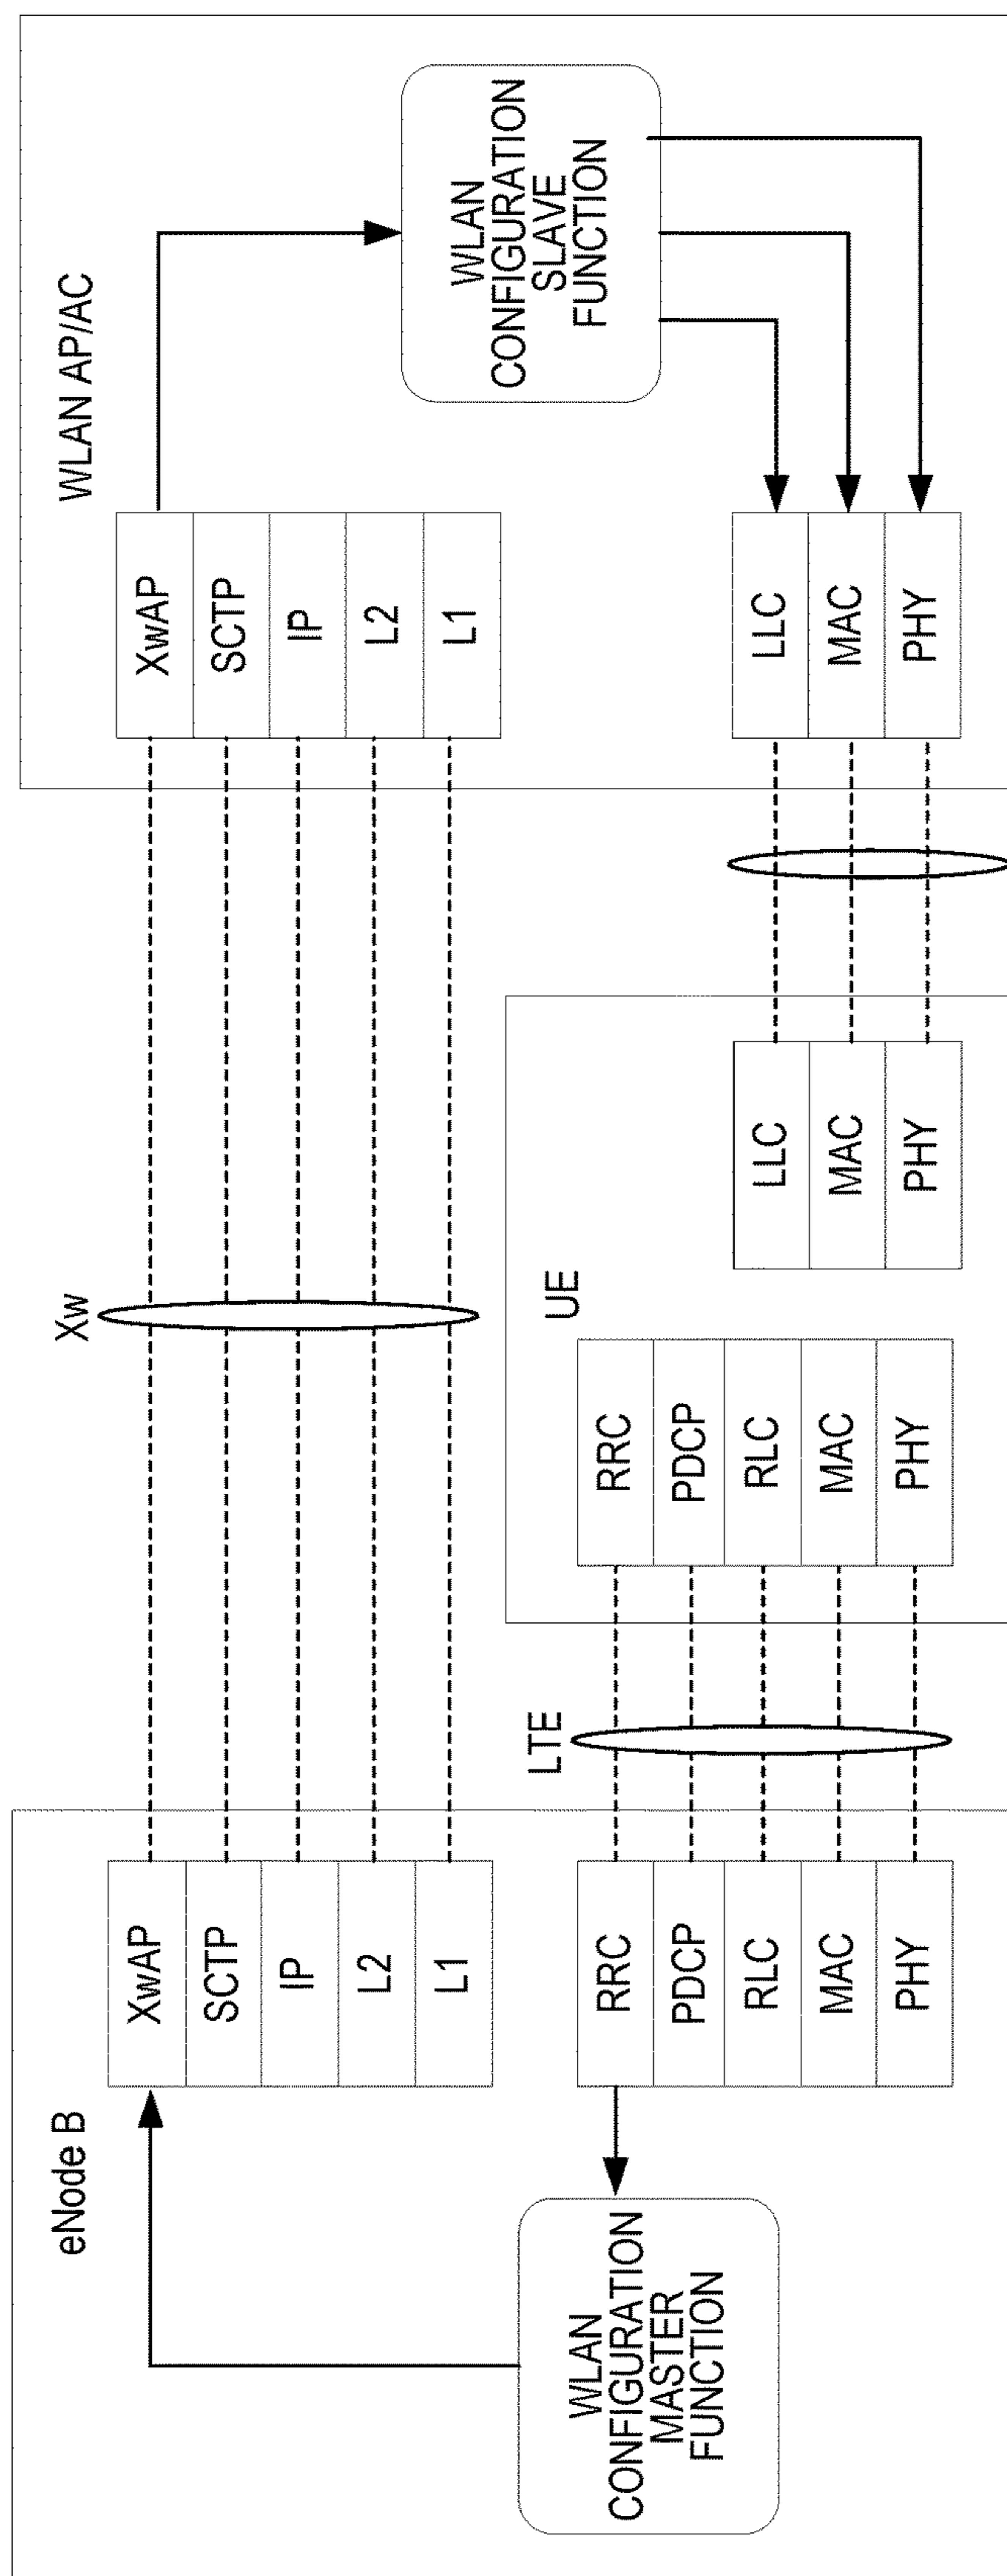 eNode B
XwAP
SCTP
IP
L2
L1
WLAN
CONFIGURATION
MASTER
FUNCTION
RRC
PDCP
RLC
MAC
PHY
Xw
LTE
UE
RRC
PDCP
RLC
MAC
PHY
LLC
MAC
PHY
WLAN AP/AC
XwAP
SCTP
IP
L2
L1
WLAN
CONFIGURATION
SLAVE
FUNCTION
LLC
MAC
PHY